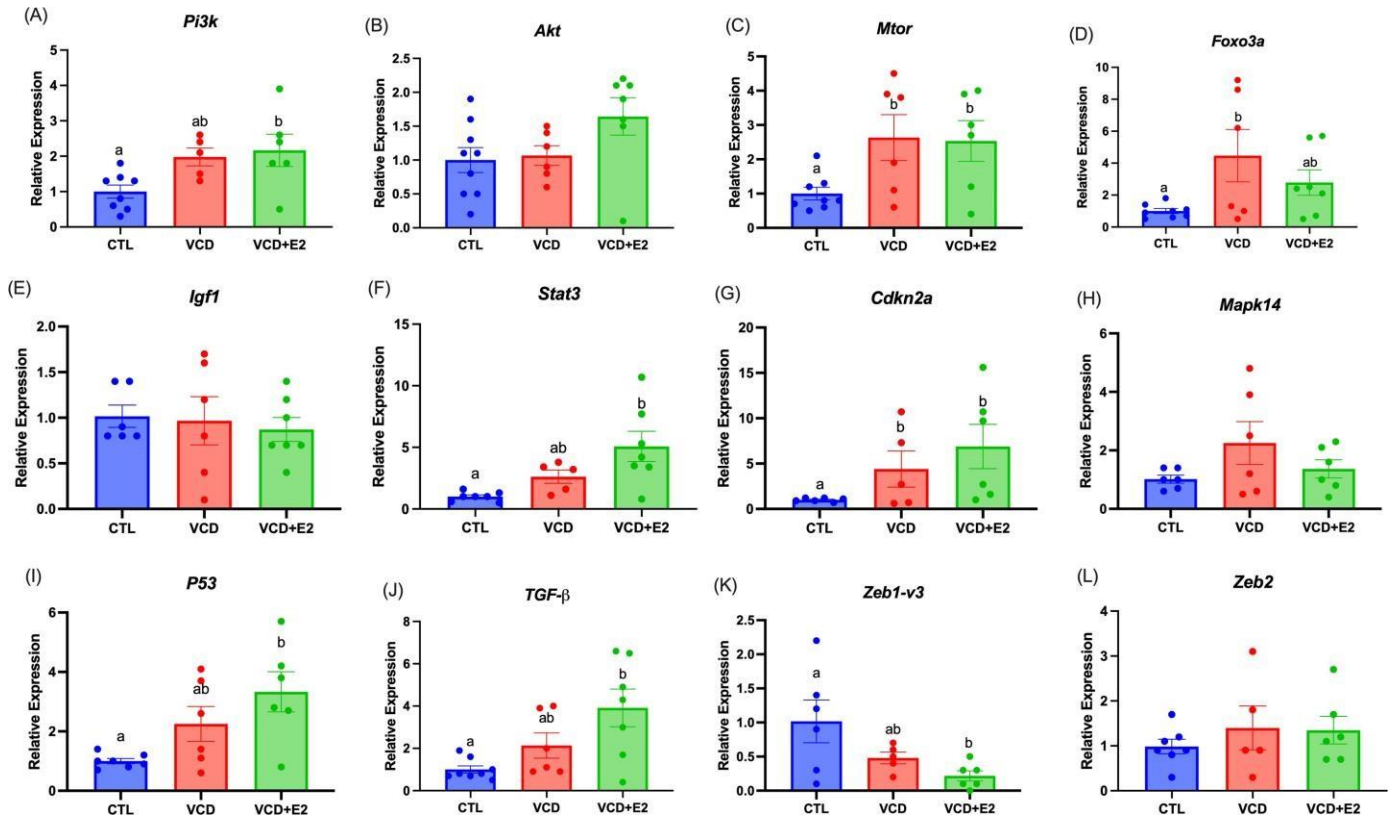 (A)
Pi3k
Relative Expression
5
4
3
2
1
0
a
ab
b
CTL
VCD
VCD+E2
(B)
Akt
Relative Expression
2.5
2.0
1.5
1.0
0.5
0.0
CTL
VCD
VCD+E2
(C)
Mtor
Relative Expression
5
4
3
2
1
0
a
b
b
CTL
VCD
VCD+E2
(D)
Foxo3a
Relative Expression
10
8
6
4
2
0
a
b
ab
CTL
VCD
VCD+E2
(E)
Igf1
Relative Expression
2.0
1.5
1.0
0.5
0.0
CTL
VCD
VCD+E2
(F)
Stat3
Relative Expression
15
10
5
0
a
ab
b
CTL
VCD
VCD+E2
(G)
Cdkn2a
Relative Expression
20
15
10
5
0
a
b
b
CTL
VCD
VCD+E2
(H)
Mapk14
Relative Expression
6
4
2
0
CTL
VCD
VCD+E2
(I)
P53
Relative Expression
6
4
2
0
a
ab
b
CTL
VCD
VCD+E2
(J)
TGF-β
Relative Expression
8
6
4
2
0
a
ab
b
CTL
VCD
VCD+E2
(K)
Zeb1-v3
Relative Expression
2.5
2.0
1.5
1.0
0.5
0.0
a
ab
b
CTL
VCD
VCD+E2
(L)
Zeb2
Relative Expression
4
3
2
1
0
CTL
VCD
VCD+E2